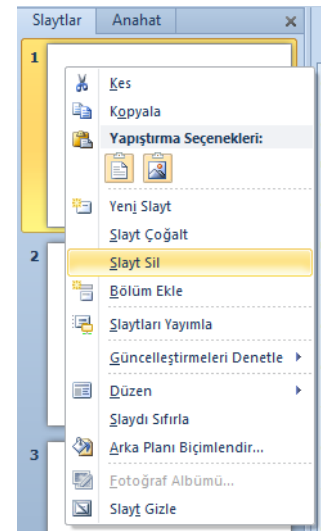 Slaytlar Anahat
1
Kes
Kopyala
Yapıştırma Seçenekleri:
Yeni Slayt
Slayt Çoğalt
2
Slayt Sil
Bölüm Ekle
Slaytları Yayımla
Güncelleştirmeleri Denetle
Düzen
Slaydı Sıfırla
3
Arka Planı Biçimlendir...
Fotoğraf Albümü...
Slayt Gizle